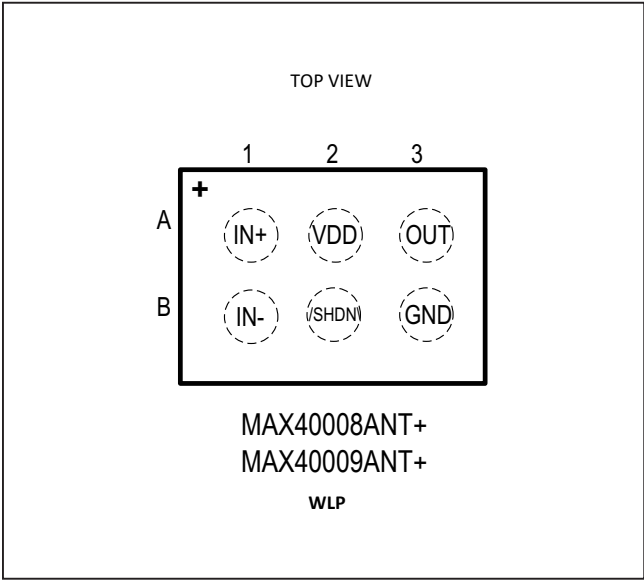 TOP VIEW
1 2 3
+
A IN+ VDD OUT
B IN- /SHDN\ GND
MAX40008ANT+
MAX40009ANT+
WLP